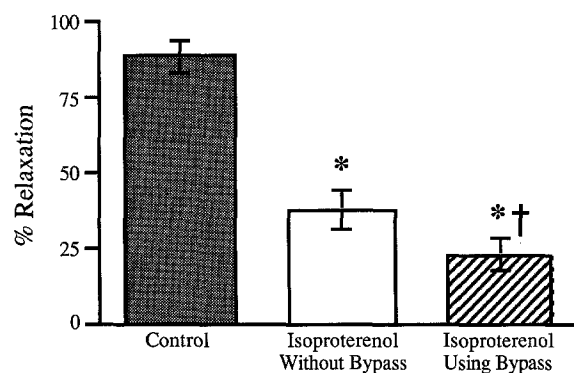 100
75
50
25
0
% Relaxation
*
* †
Control
Isoproterenol
Without Bypass
Isoproterenol
Using Bypass